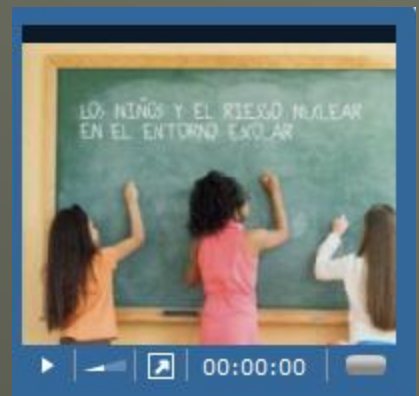 LOS NIÑOS Y EL RIESGO NUCLEAR
EN EL ENTORNO ESCOLAR
00:00:00